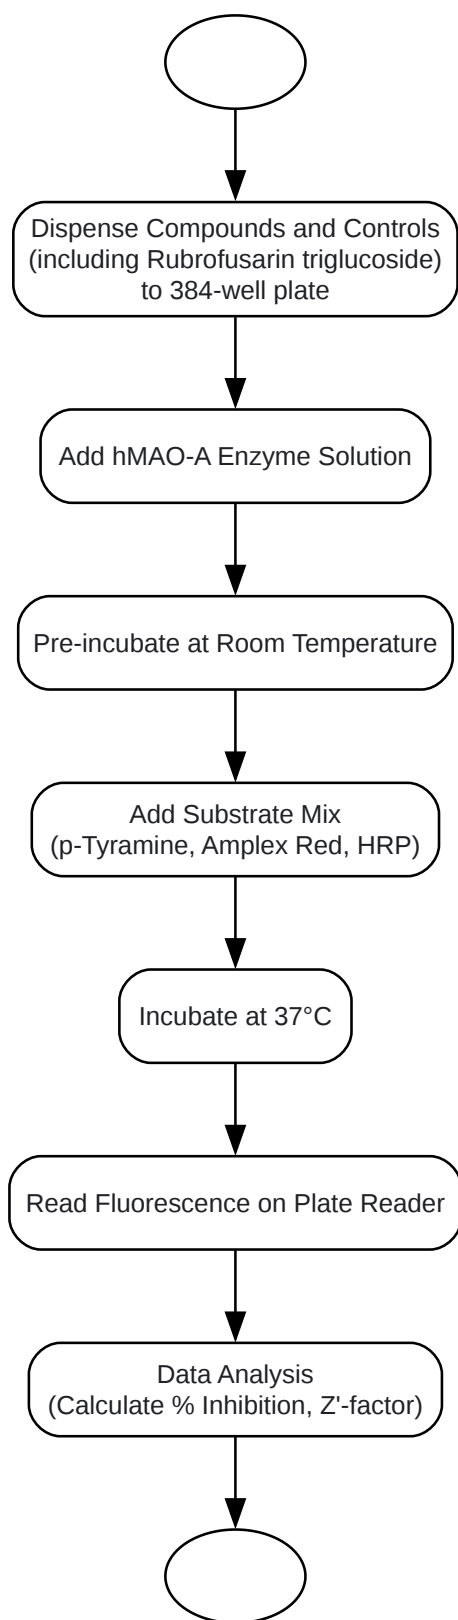 Dispense Compounds and Controls
(including Rubrofusarin triglucoside)
to 384-well plate
Add hMAO-A Enzyme Solution
Pre-incubate at Room Temperature
Add Substrate Mix
(p-Tyramine, Amplex Red, HRP)
Incubate at 37°C
Read Fluorescence on Plate Reader
Data Analysis
(Calculate % Inhibition, Z'-factor)